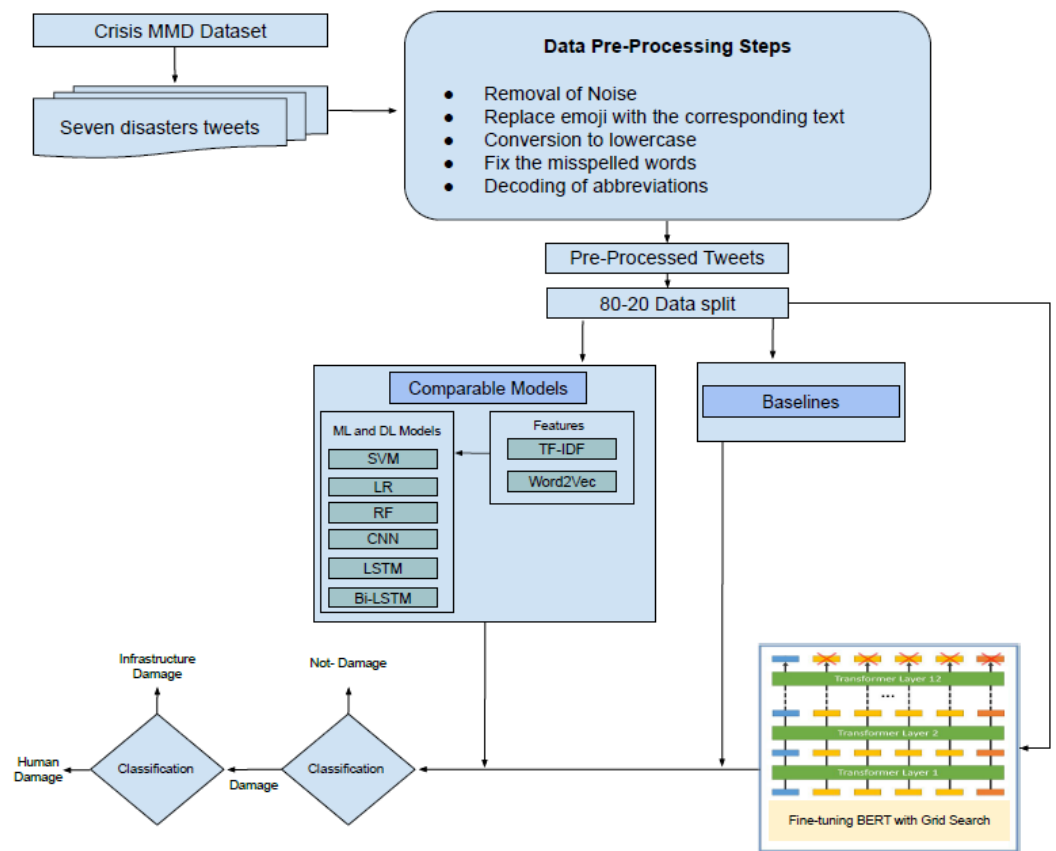 Crisis MMD Dataset
Seven disasters tweets
Data Pre-Processing Steps
● Removal of Noise
● Replace emoji with the corresponding text
● Conversion to lowercase
● Fix the misspelled words
● Decoding of abbreviations
Pre-Processed Tweets
80-20 Data split
Comparable Models
ML and DL Models
SVM
LR
RF
CNN
LSTM
Bi-LSTM
Features
TF-IDF
Word2Vec
Baselines
Infrastructure
Damage
Not- Damage
Human
Damage
Classification
Damage
Classification
Transformer Layer 12
...
Transformer Layer 2
Transformer Layer 1
Fine-tuning BERT with Grid Search